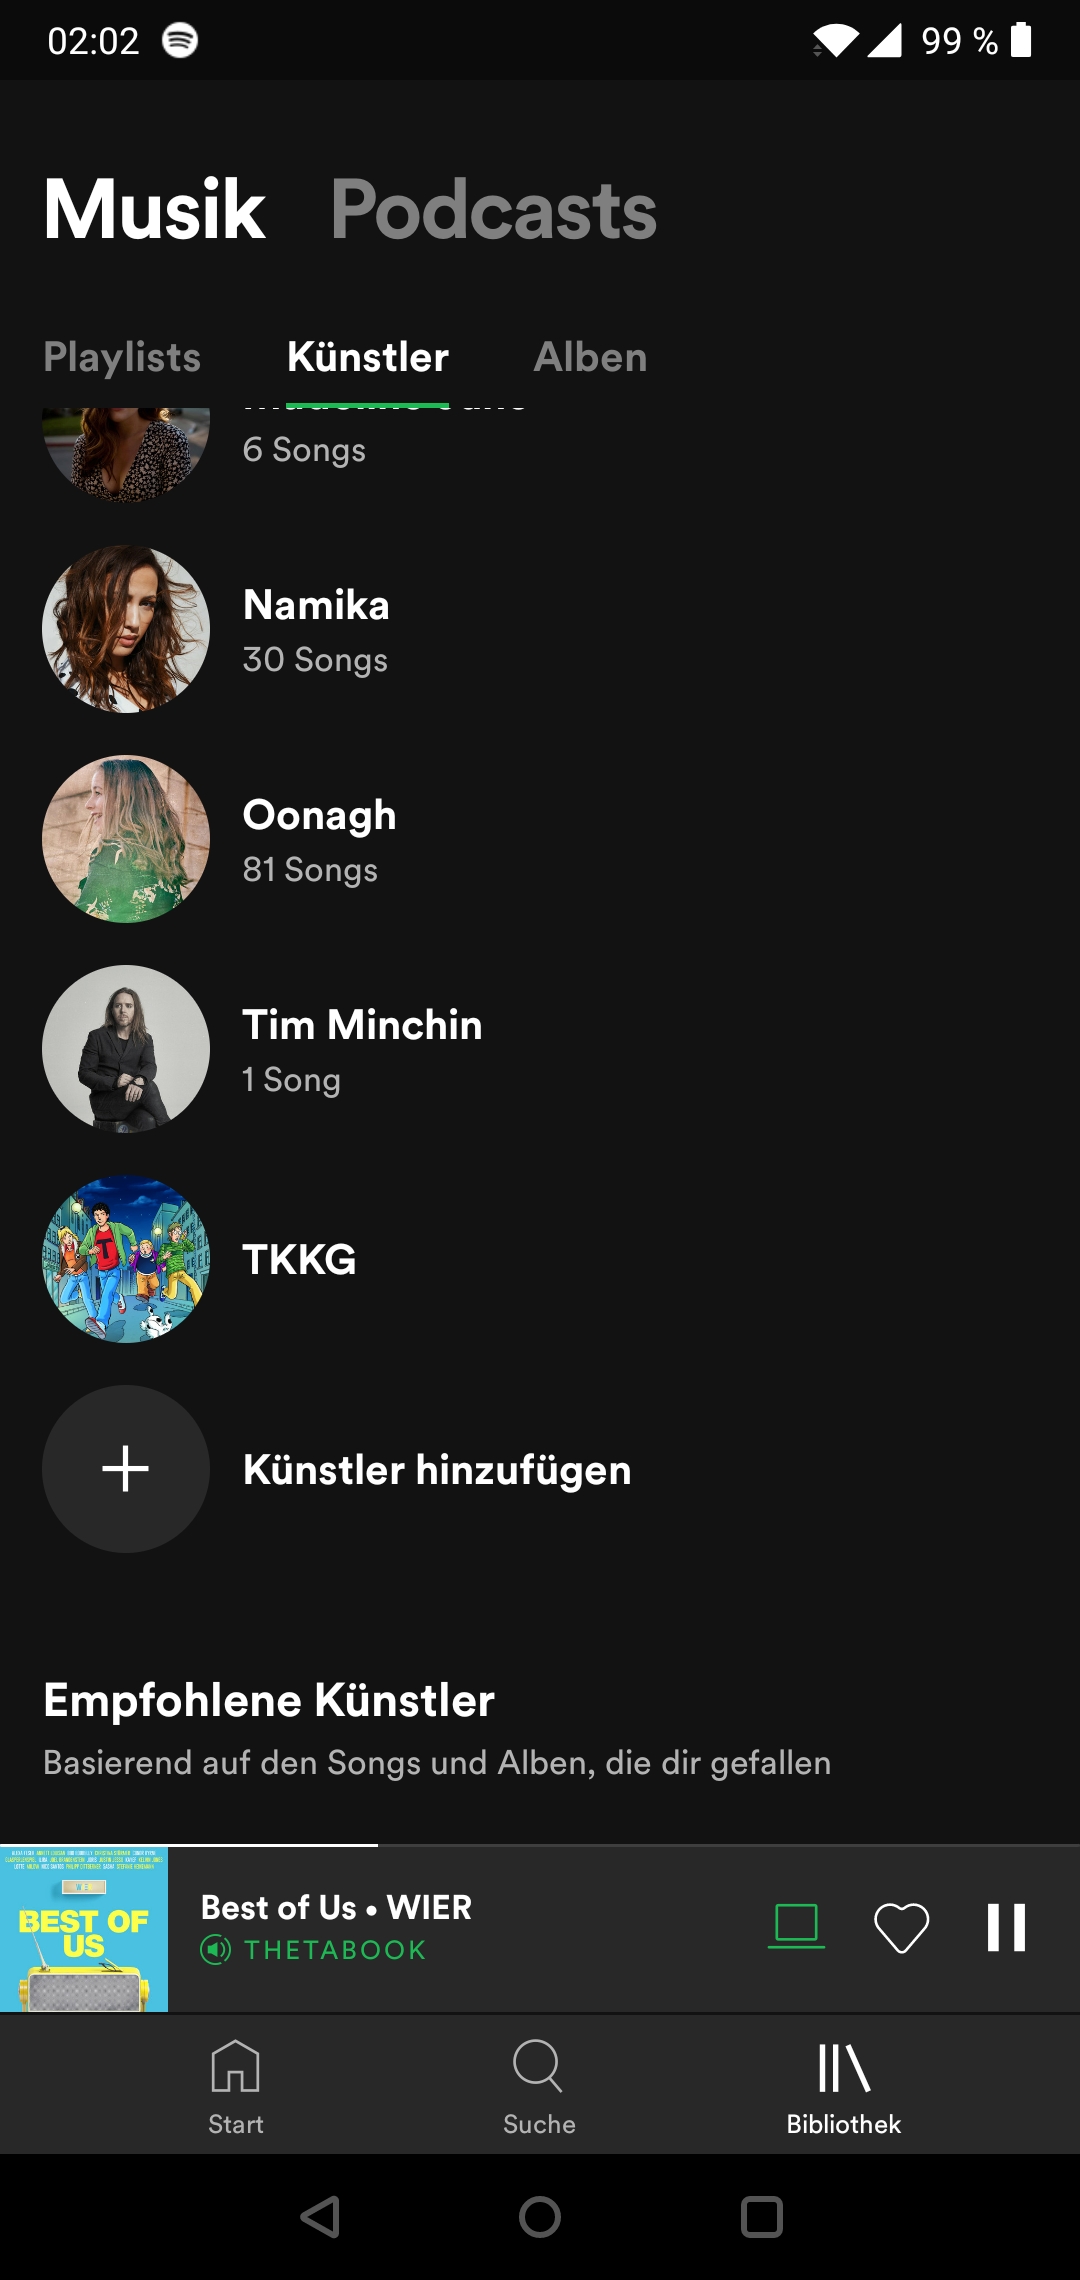 02:02
99 %
Musik Podcasts
Playlists Künstler Alben
6 Songs
Namika
30 Songs
Oonagh
81 Songs
Tim Minchin
1 Song
TKKG
Künstler hinzufügen
Empfohlene Künstler
Basierend auf den Songs und Alben, die dir gefallen
BEST OF
US
Best of Us • WIER
THETABOOK
Start Suche Bibliothek